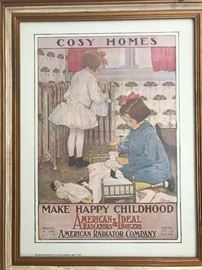 COSY HOMES
MAKE HAPPY CHILDHOOD
AMERICAN IDEAL
RADIATORS & BOILERS
AMERICAN RADIATOR COMPANY